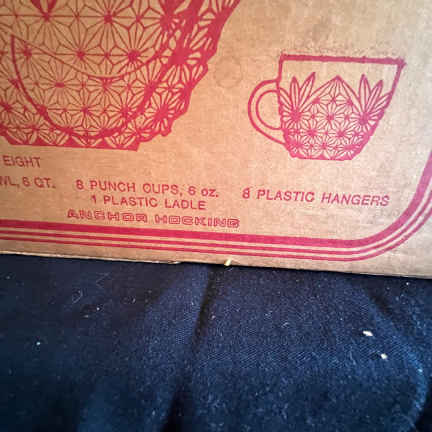 EIGHT
WL, 6 QT. 8 PUNCH CUPS, 6 oz. 8 PLASTIC HANGERS
1 PLASTIC LADLE
ANCHOR HOCKING